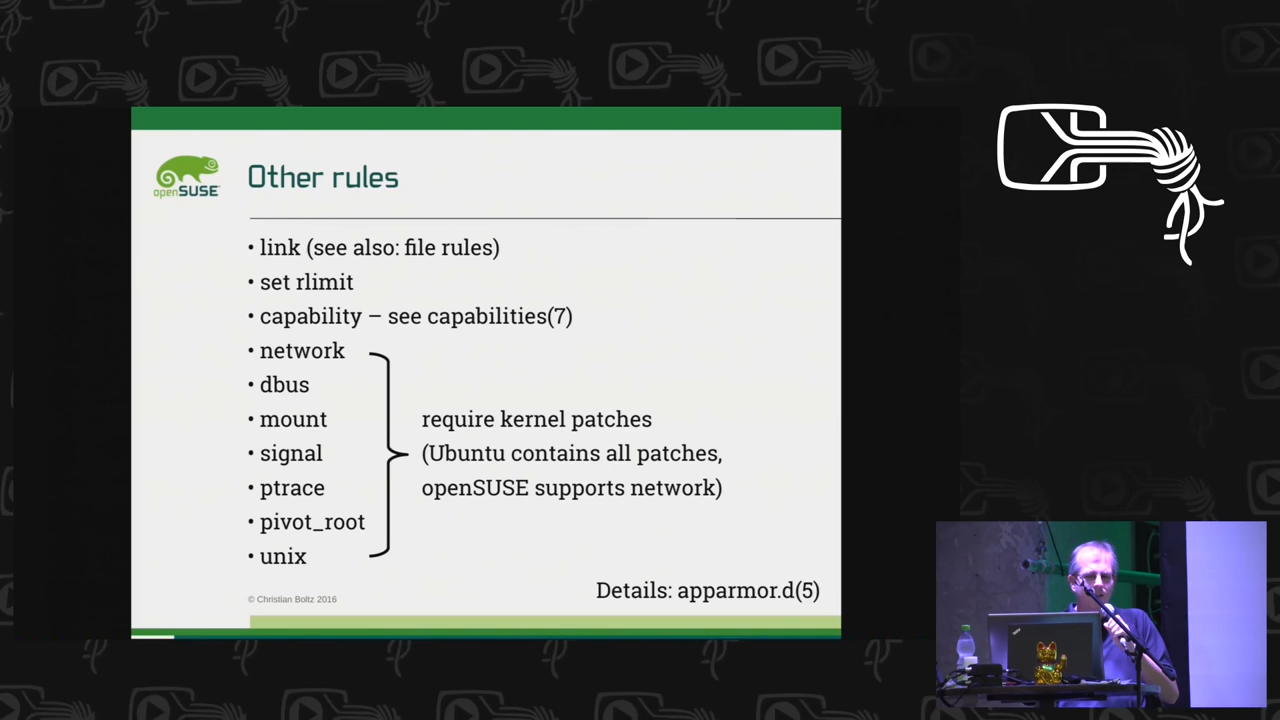 openSUSE
Other rules
• link (see also: file rules)
• set rlimit
• capability – see capabilities(7)
• network
• dbus
• mount
• signal
• ptrace
• pivot_root
• unix
require kernel patches
(Ubuntu contains all patches,
openSUSE supports network)
Details: apparmor.d(5)
© Christian Boltz 2016